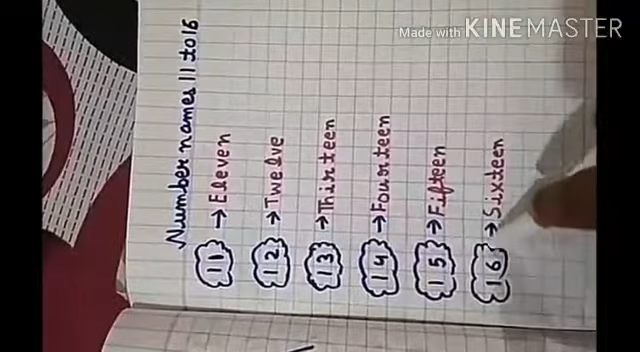 Made with KINEMASTER
Number names 11 to 16
11 → Eleven
12 → Twelve
13 → Thirteen
14 → Fourteen
15 → Fifteen
16 → Sixteen